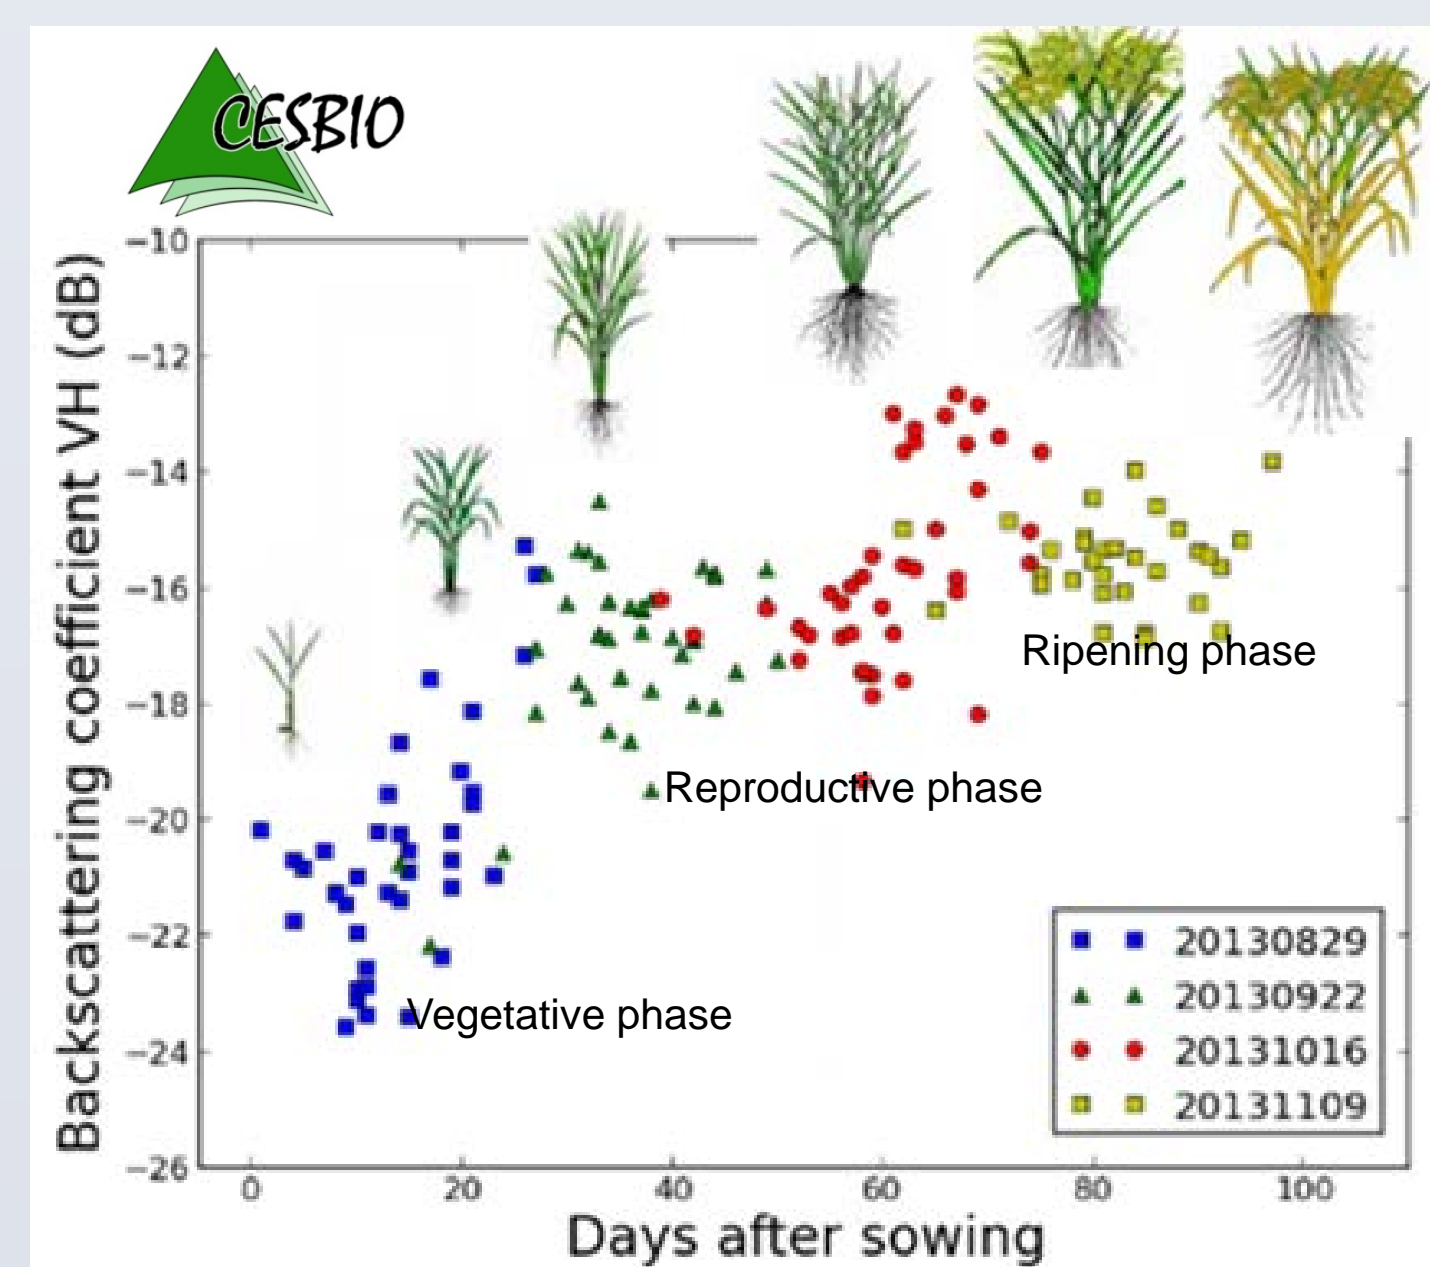 CESBIO
Backscattering coefficient VH (dB)
−10
−12
−14
−16
−18
−20
−22
−24
−26
Ripening phase
Reproductive phase
Vegetative phase
20130829
20130922
20131016
20131109
0 20 40 60 80 100
Days after sowing